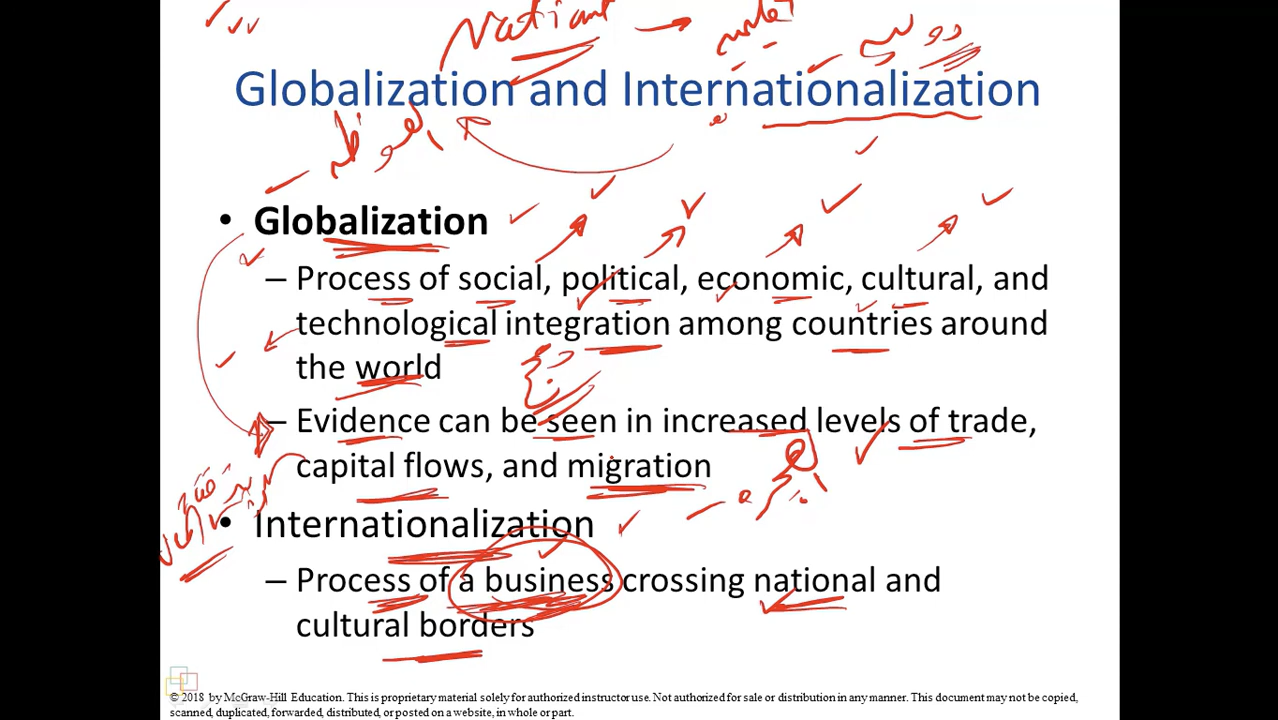 National
دولي
Globalization and Internationalization
العولمة
• Globalization
– Process of social, political, economic, cultural, and
technological integration among countries around
the world
– Evidence can be seen in increased levels of trade,
capital flows, and migration
• Internationalization
– Process of a business crossing national and
cultural borders
© 2018 by McGraw-Hill Education. This is proprietary material solely for authorized instructor use. Not authorized for sale or distribution in any manner. This document may not be copied,
scanned, duplicated, forwarded, distributed, or posted on a website, in whole or part.